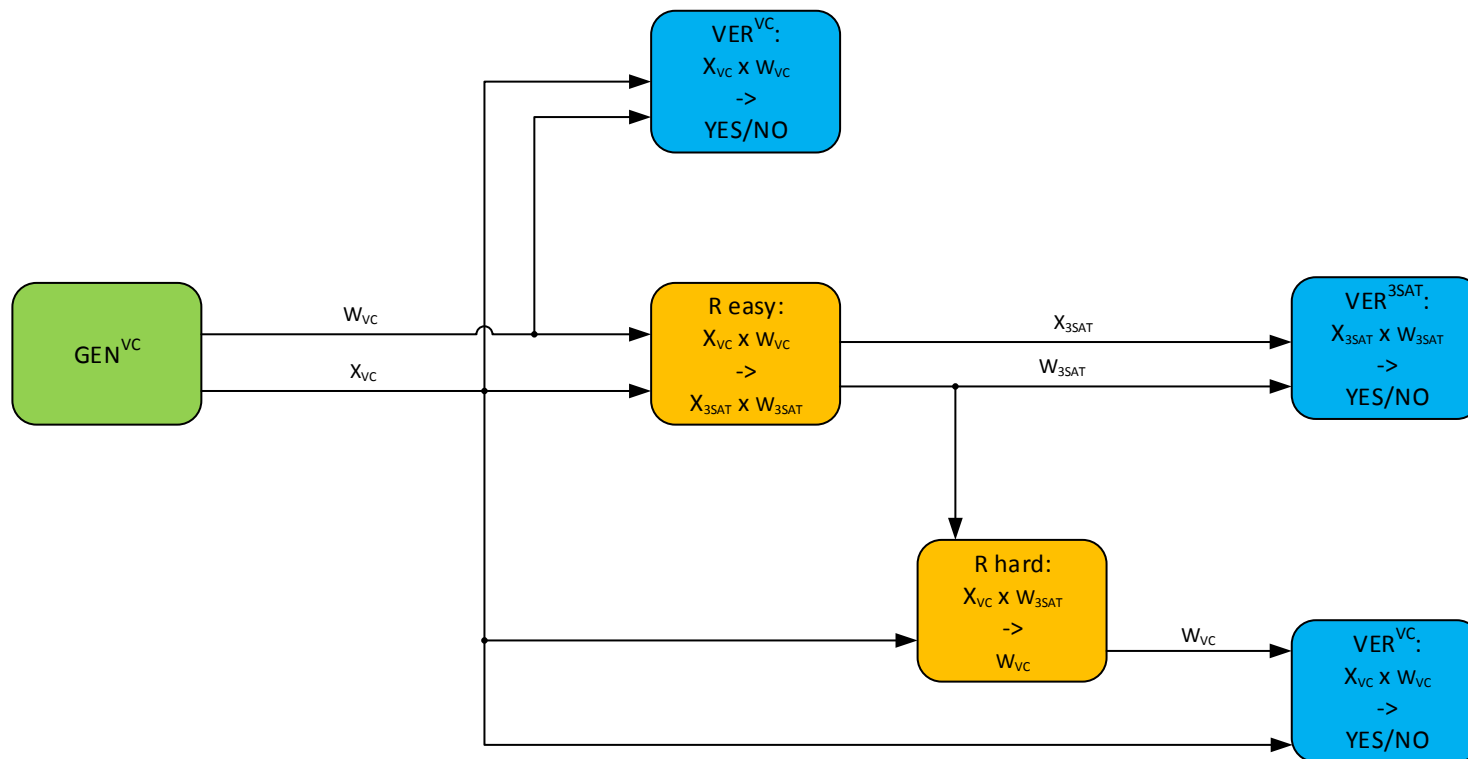 VER^VC:
X_VC x W_VC
->
YES/NO
GEN^VC
W_VC
X_VC
R easy:
X_VC x W_VC
->
X_3SAT x W_3SAT
X_3SAT
W_3SAT
VER^3SAT:
X_3SAT x W_3SAT
->
YES/NO
R hard:
X_VC x W_3SAT
->
W_VC
W_VC
VER^VC:
X_VC x W_VC
->
YES/NO